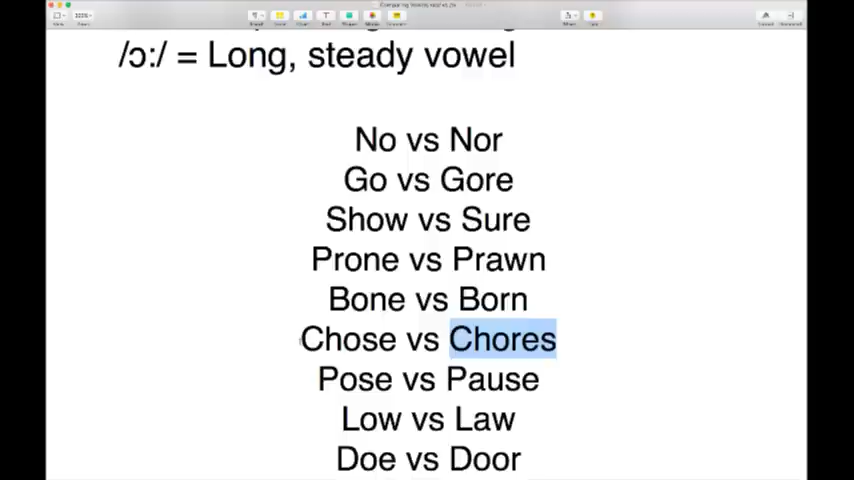 /ɔ:/ = Long, steady vowel
No vs Nor
Go vs Gore
Show vs Sure
Prone vs Prawn
Bone vs Born
Chose vs Chores
Pose vs Pause
Low vs Law
Doe vs Door